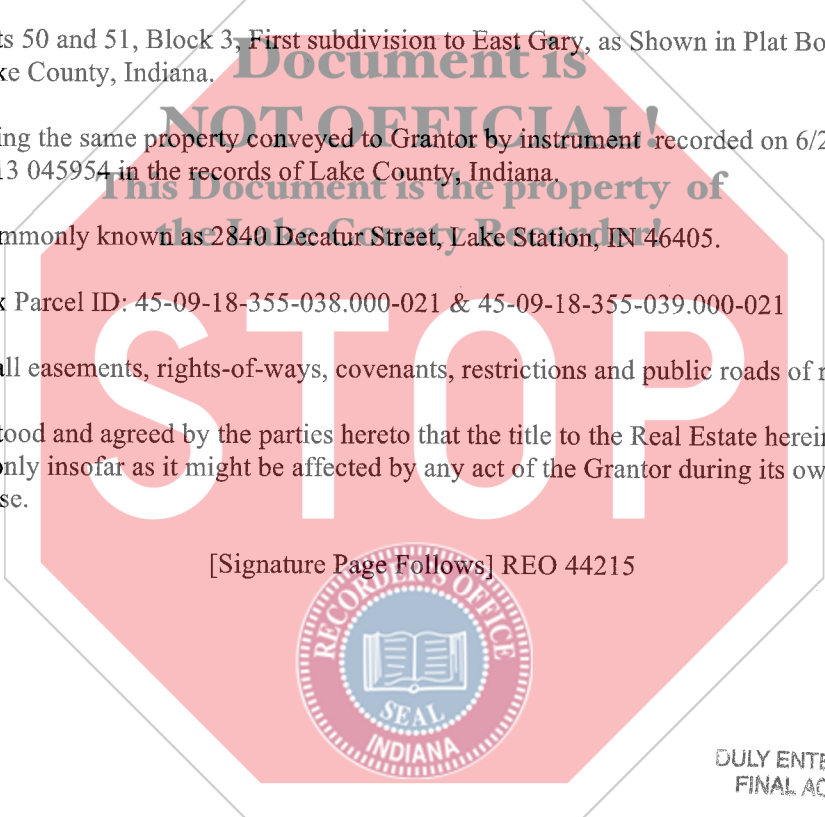 ts 50 and 51, Block 3, First subdivision to East Gary, as Shown in Plat Bo
ke County, Indiana.
Document is
NOT OFFICIAL!
ing the same property conveyed to Grantor by instrument recorded on 6/2
13 045954 in the records of Lake County, Indiana.
This Document is the property of
the Lake County Recorder!
mmonly known as 2840 Decatur Street, Lake Station, IN 46405.
x Parcel ID: 45-09-18-355-038.000-021 & 45-09-18-355-039.000-021
STOP
all easements, rights-of-ways, covenants, restrictions and public roads of r
tood and agreed by the parties hereto that the title to the Real Estate herein
only insofar as it might be affected by any act of the Grantor during its ow
se.
[Signature Page Follows] REO 44215
RECORDER'S OFFICE
SEAL
INDIANA
DULY ENTE
FINAL AC